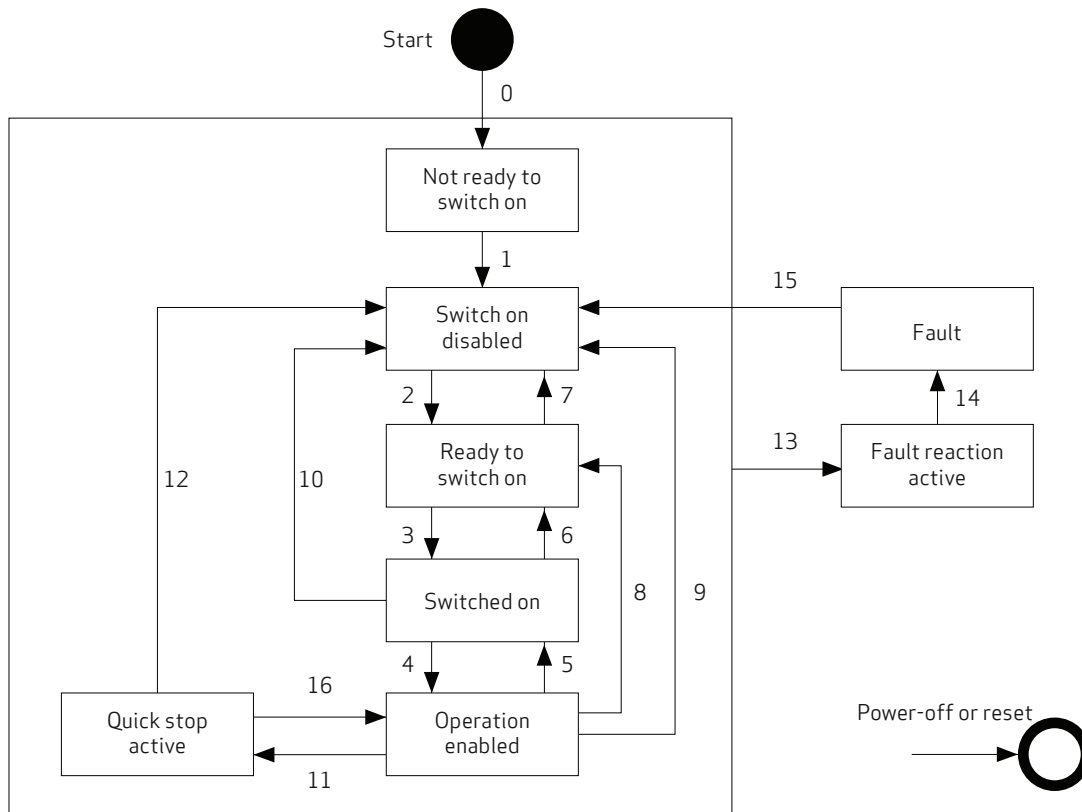 Start
0
Not ready to
switch on
1
15
Switch on
disabled
Fault
2
7
14
13
Ready to
switch on
Fault reaction
active
12
10
3
6
Switched on
8
9
4
5
16
Quick stop
active
Operation
enabled
11
Power-off or reset